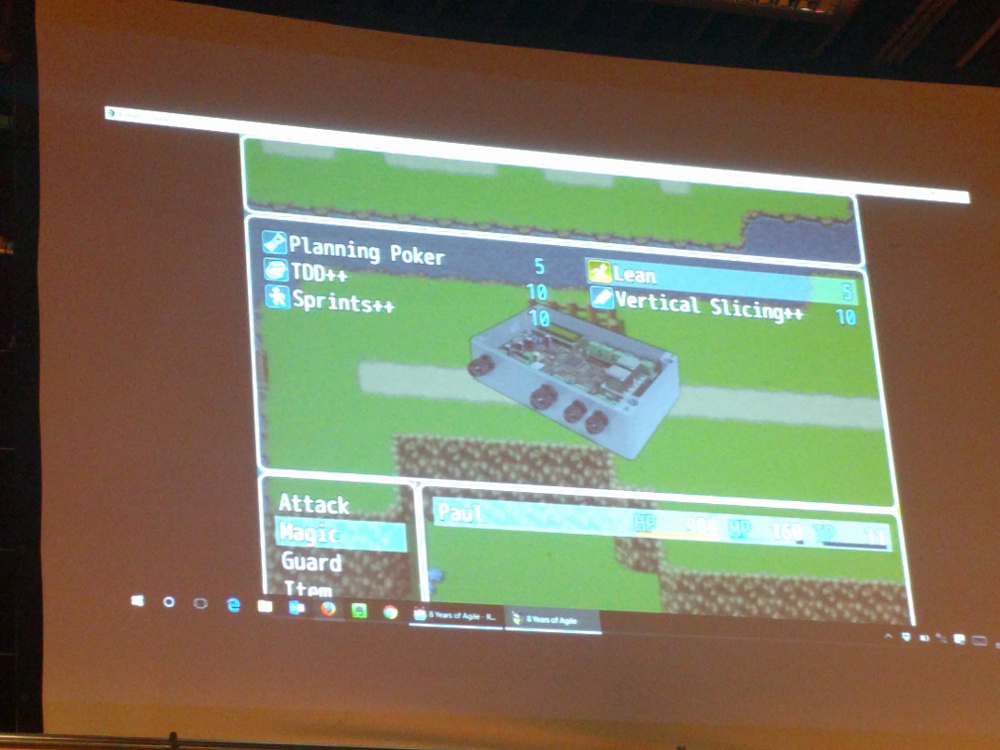 Planning Poker 5
Lean 5
TDD++ 10
Vertical Slicing++ 10
Sprints++ 10
Attack
Magic
Guard
Item
Paul HP 900 MP 160 TP 11
8 Years of Agile - R...
8 Years of Agile